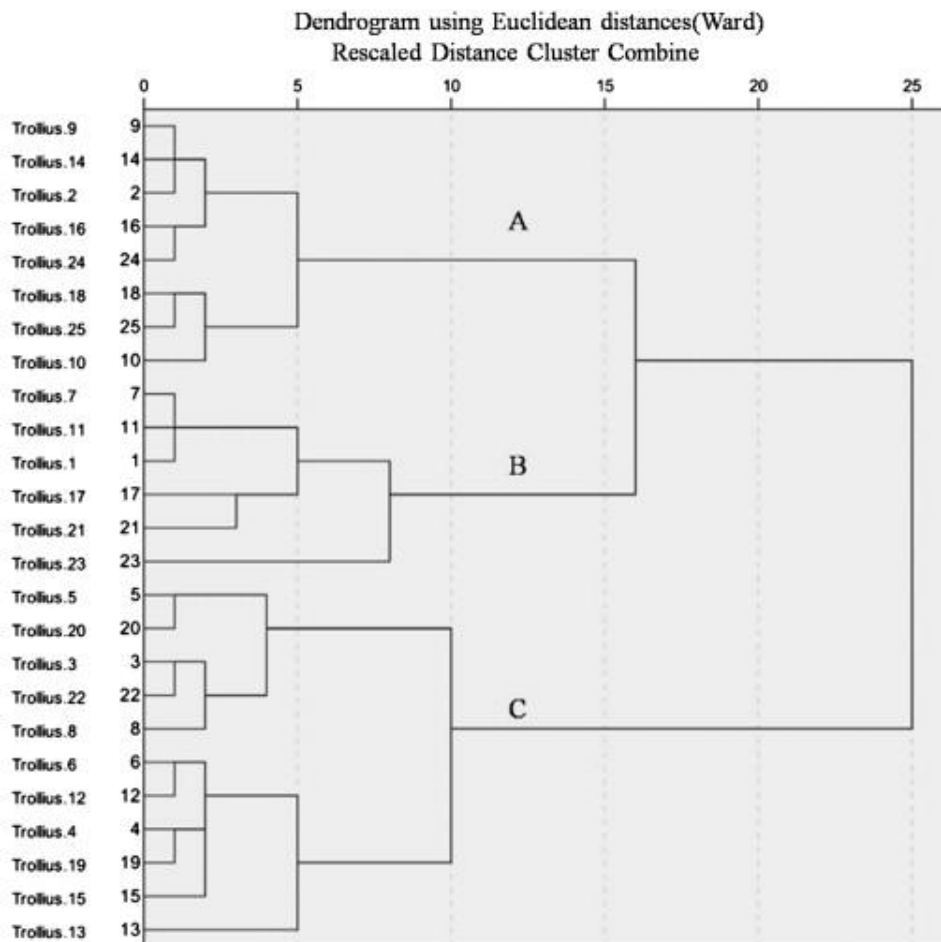 Dendrogram using Euclidean distances(Ward)
Rescaled Distance Cluster Combine
0 5 10 15 20 25
Trollius.9 9
Trollius.14 14
Trollius.2 2
Trollius.16 16
Trollius.24 24
Trollius.18 18
Trollius.25 25
Trollius.10 10
Trollius.7 7
Trollius.11 11
Trollius.1 1
Trollius.17 17
Trollius.21 21
Trollius.23 23
Trollius.5 5
Trollius.20 20
Trollius.3 3
Trollius.22 22
Trollius.8 8
Trollius.6 6
Trollius.12 12
Trollius.4 4
Trollius.19 19
Trollius.15 15
Trollius.13 13
A
B
C